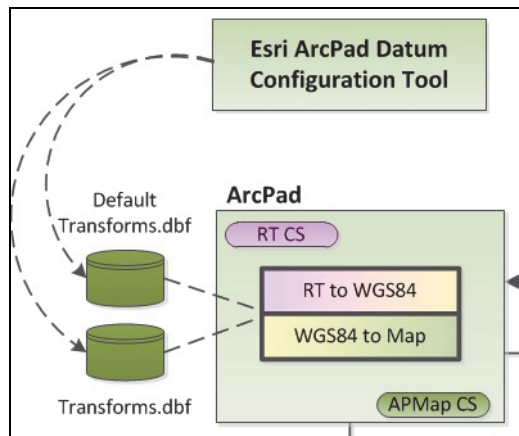 Esri ArcPad Datum
Configuration Tool
Default
Transforms.dbf
ArcPad
RT CS
RT to WGS84
WGS84 to Map
Transforms.dbf
APMap CS